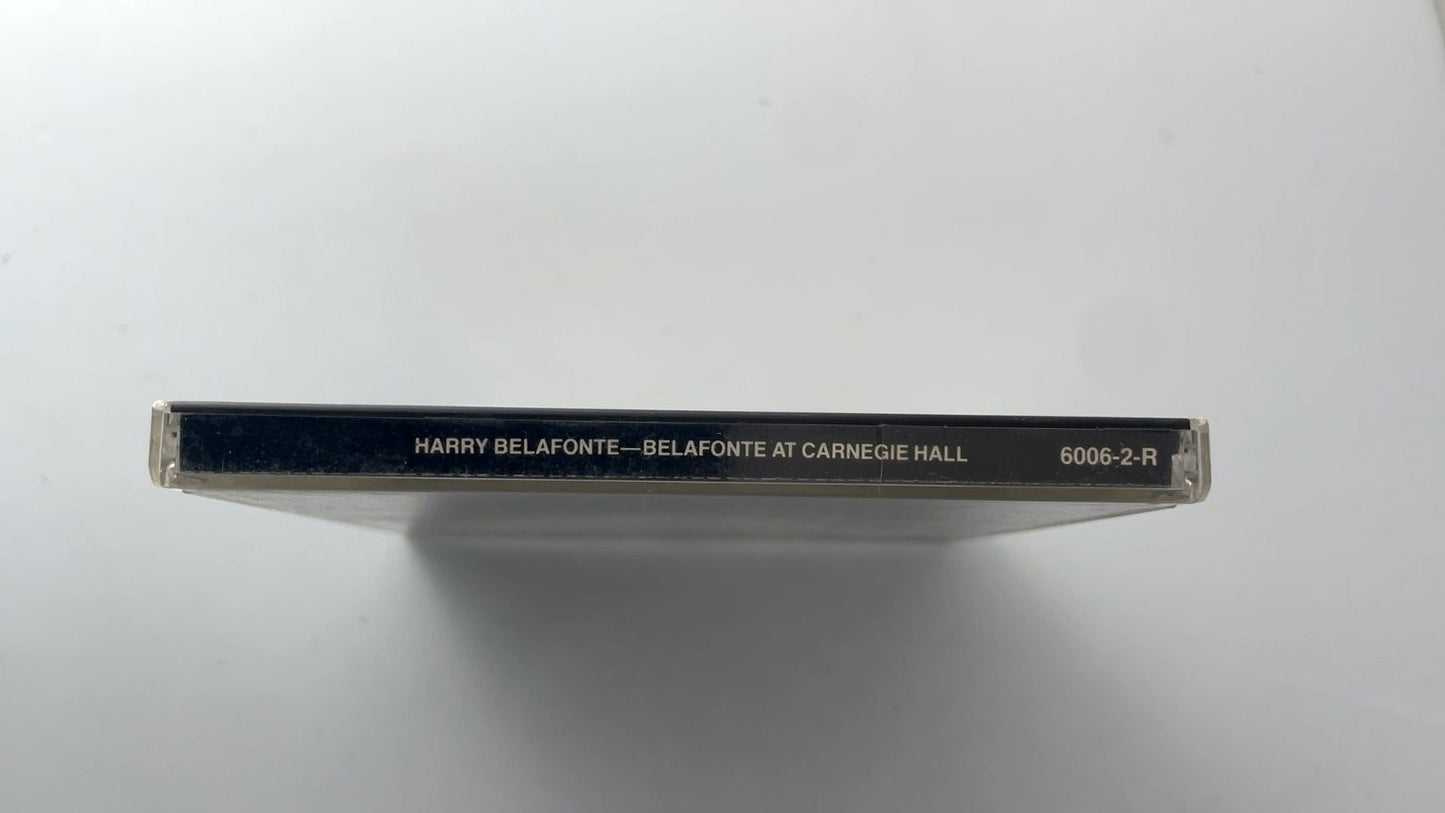 HARRY BELAFONTE—BELAFONTE AT CARNEGIE HALL 6006-2-R